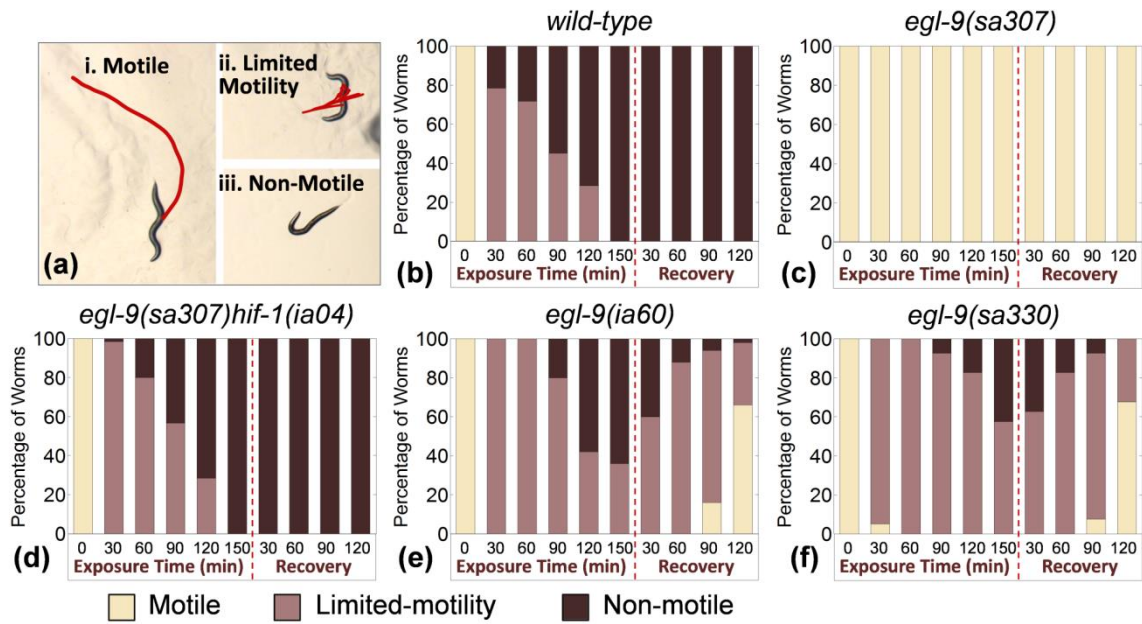 wild-type
egl-9(sa307)
i. Motile
ii. Limited
Motility
iii. Non-Motile
(a)
Percentage of Worms
100
80
60
40
20
0
0 30 60 90 120 150 30 60 90 120
Exposure Time (min) Recovery
(b)
Percentage of Worms
100
80
60
40
20
0
0 30 60 90 120 150 30 60 90 120
Exposure Time (min) Recovery
(c)
egl-9(sa307)hif-1(ia04)
egl-9(ia60)
egl-9(sa330)
Percentage of Worms
100
80
60
40
20
0
0 30 60 90 120 150 30 60 90 120
Exposure Time (min) Recovery
(d)
Percentage of Worms
100
80
60
40
20
0
0 30 60 90 120 150 30 60 90 120
Exposure Time (min) Recovery
(e)
Percentage of Worms
100
80
60
40
20
0
0 30 60 90 120 150 30 60 90 120
Exposure Time (min) Recovery
(f)
Motile Limited-motility Non-motile